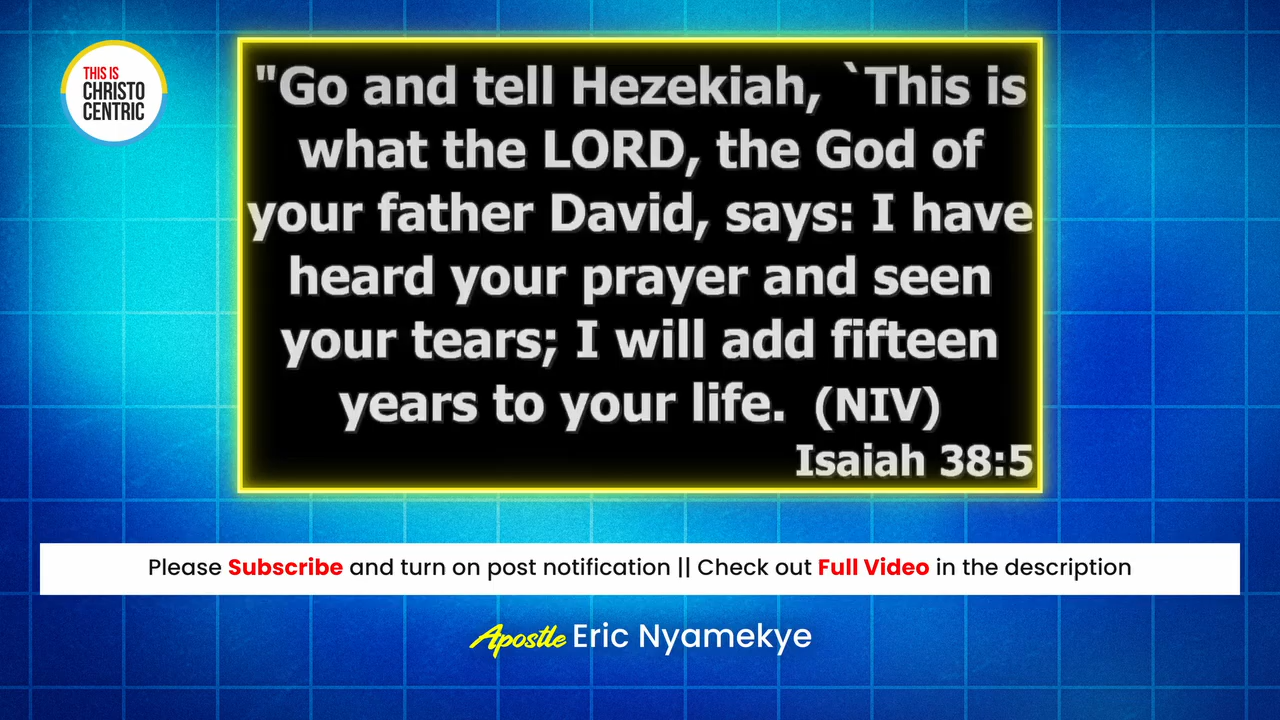 THIS IS
CHRISTO
CENTRIC
"Go and tell Hezekiah, `This is
what the LORD, the God of
your father David, says: I have
heard your prayer and seen
your tears; I will add fifteen
years to your life. (NIV)
Isaiah 38:5
Please Subscribe and turn on post notification || Check out Full Video in the description
Apostle Eric Nyamekye